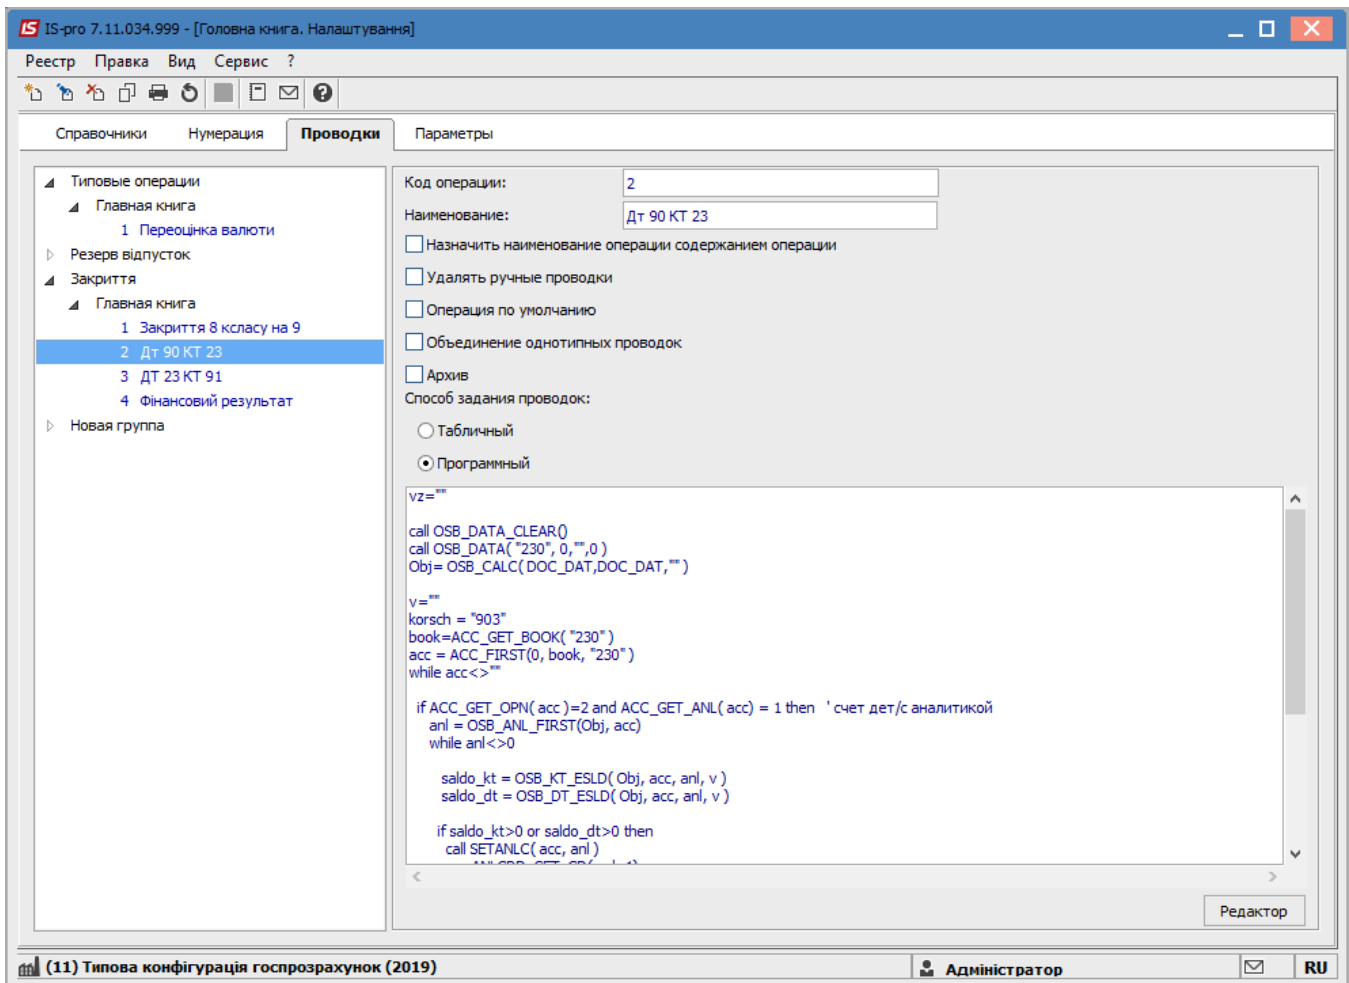 IS IS-pro 7.11.034.999 - [Головна книга. Налаштування]
Реестр Правка Вид Сервис ?
Справочники Нумерация Проводки Параметры
Типовые операции
Главная книга
1 Переоцінка валюти
Резерв відпусток
Закриття
Главная книга
1 Закриття 8 ксласу на 9
2 Дт 90 КТ 23
3 ДТ 23 КТ 91
4 Фінансовий результат
Новая группа
Код операции: 2
Наименование: Дт 90 КТ 23
Назначить наименование операции содержанием операции
Удалять ручные проводки
Операция по умолчанию
Объединение однотипных проводок
Архив
Способ задания проводок:
Табличный
Программный
vz=""
call OSB_DATA_CLEAR()
call OSB_DATA( "230", 0,"",0 )
Obj= OSB_CALC( DOC_DAT,DOC_DAT,"" )
v=""
korsch = "903"
book=ACC_GET_BOOK( "230" )
acc = ACC_FIRST(0, book, "230" )
while acc<>""
if ACC_GET_OPN( acc )=2 and ACC_GET_ANL( acc) = 1 then ' счет дет/с аналитикой
anl = OSB_ANL_FIRST(Obj, acc)
while anl<>0
saldo_kt = OSB_KT_ESLD( Obj, acc, anl, v )
saldo_dt = OSB_DT_ESLD( Obj, acc, anl, v )
if saldo_kt>0 or saldo_dt>0 then
call SETANLC( acc, anl )
Редактор
(11) Типова конфігурація госпрозрахунок (2019) Адміністратор RU